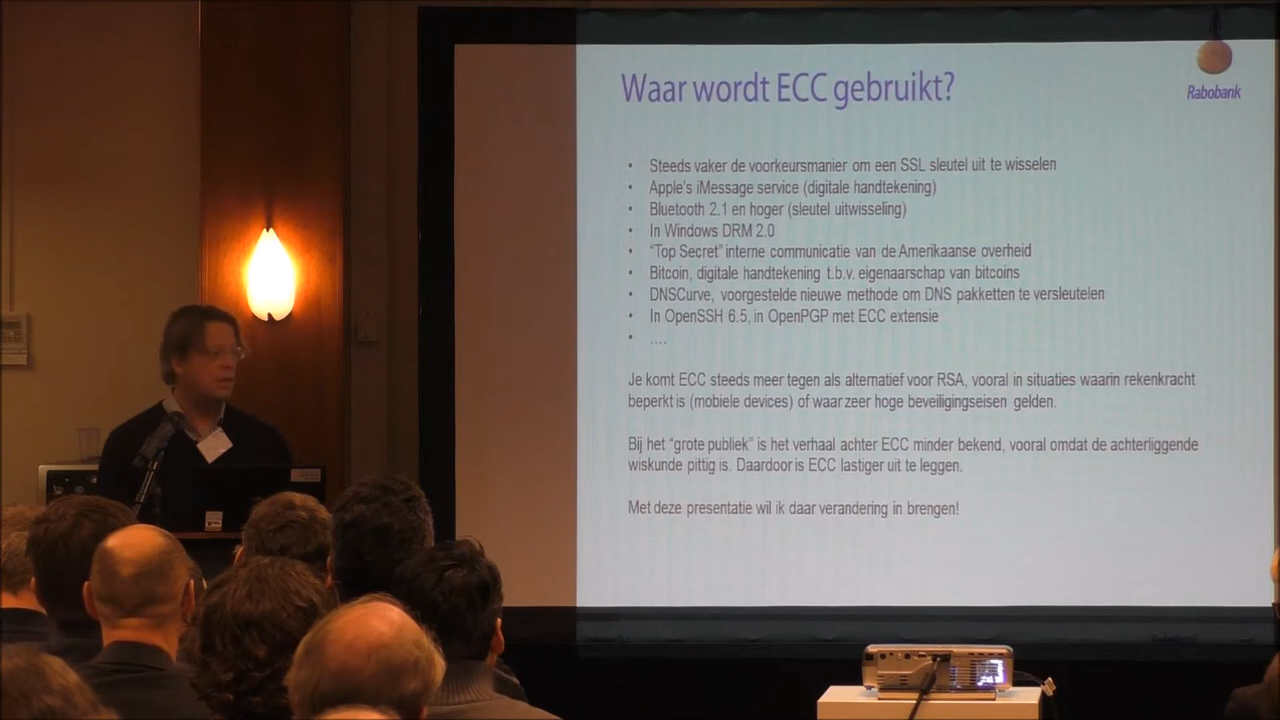 Waar wordt ECC gebruikt?
Rabobank
• Steeds vaker de voorkeursmanier om een SSL sleutel uit te wisselen
• Apple's iMessage service (digitale handtekening)
• Bluetooth 2.1 en hoger (sleutel uitwisseling)
• In Windows DRM 2.0
• “Top Secret” interne communicatie van de Amerikaanse overheid
• Bitcoin, digitale handtekening t.b.v. eigenaarschap van bitcoins
• DNSCurve, voorgestelde nieuwe methode om DNS pakketten te versleutelen
• In OpenSSH 6.5, in OpenPGP met ECC extensie
• ....
Je komt ECC steeds meer tegen als alternatief voor RSA, vooral in situaties waarin rekenkracht
beperkt is (mobiele devices) of waar zeer hoge beveiligingseisen gelden.
Bij het “grote publiek” is het verhaal achter ECC minder bekend, vooral omdat de achterliggende
wiskunde pittig is. Daardoor is ECC lastiger uit te leggen.
Met deze presentatie wil ik daar verandering in brengen!